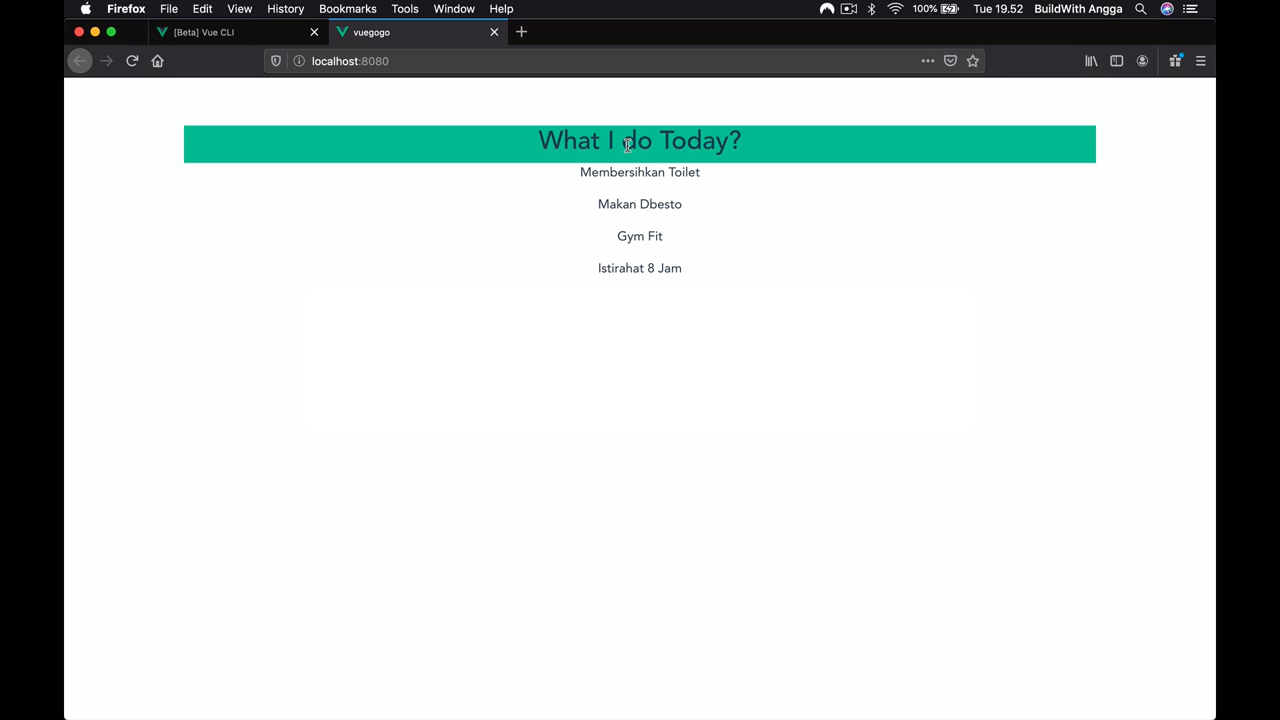 Firefox File Edit View History Bookmarks Tools Window Help 100% Tue 19.52 BuildWith Angga
[Beta] Vue CLI vuegogo
localhost:8080
What I do Today?
Membersihkan Toilet
Makan Dbesto
Gym Fit
Istirahat 8 Jam